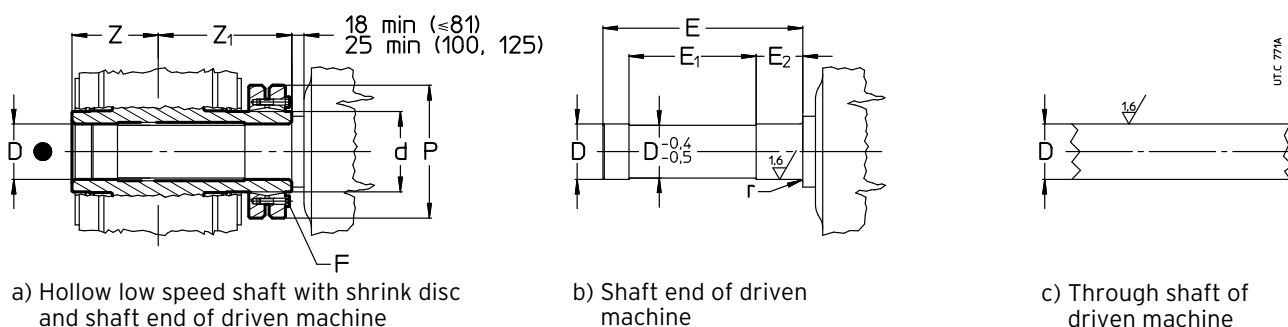 Z
Z1
18 min (≤81)
25 min (100, 125)
D
d
P
F
E
E1
E2
D
D -0,4
-0,5
1,6
r
1,6
D
UT.C 771A
a) Hollow low speed shaft with shrink disc
and shaft end of driven machine
b) Shaft end of driven
machine
c) Through shaft of
driven machine